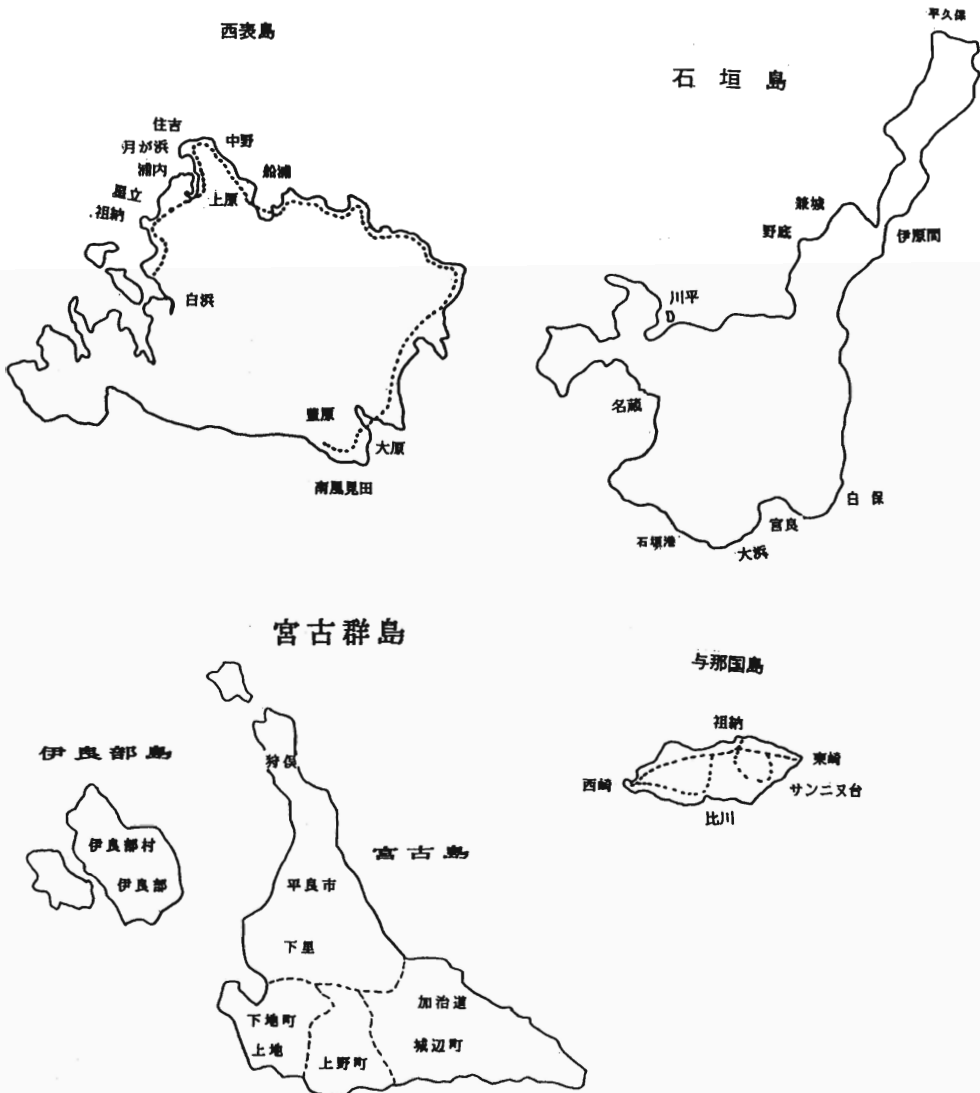 西表島
住吉
月が浜
中野
浦内
船浦
星立
上原
祖納
白浜
豊原
大原
南風見田
石垣島
平久保
兼城
野底
伊原間
川平
D
名蔵
白保
宮良
石垣港
大浜
宮古群島
伊良部島
狩俣
伊良部村
伊良部
宮古島
平良市
下里
加治道
下地町
城辺町
上地
上野町
与那国島
祖納
東崎
西崎
サンニヌ台
比川